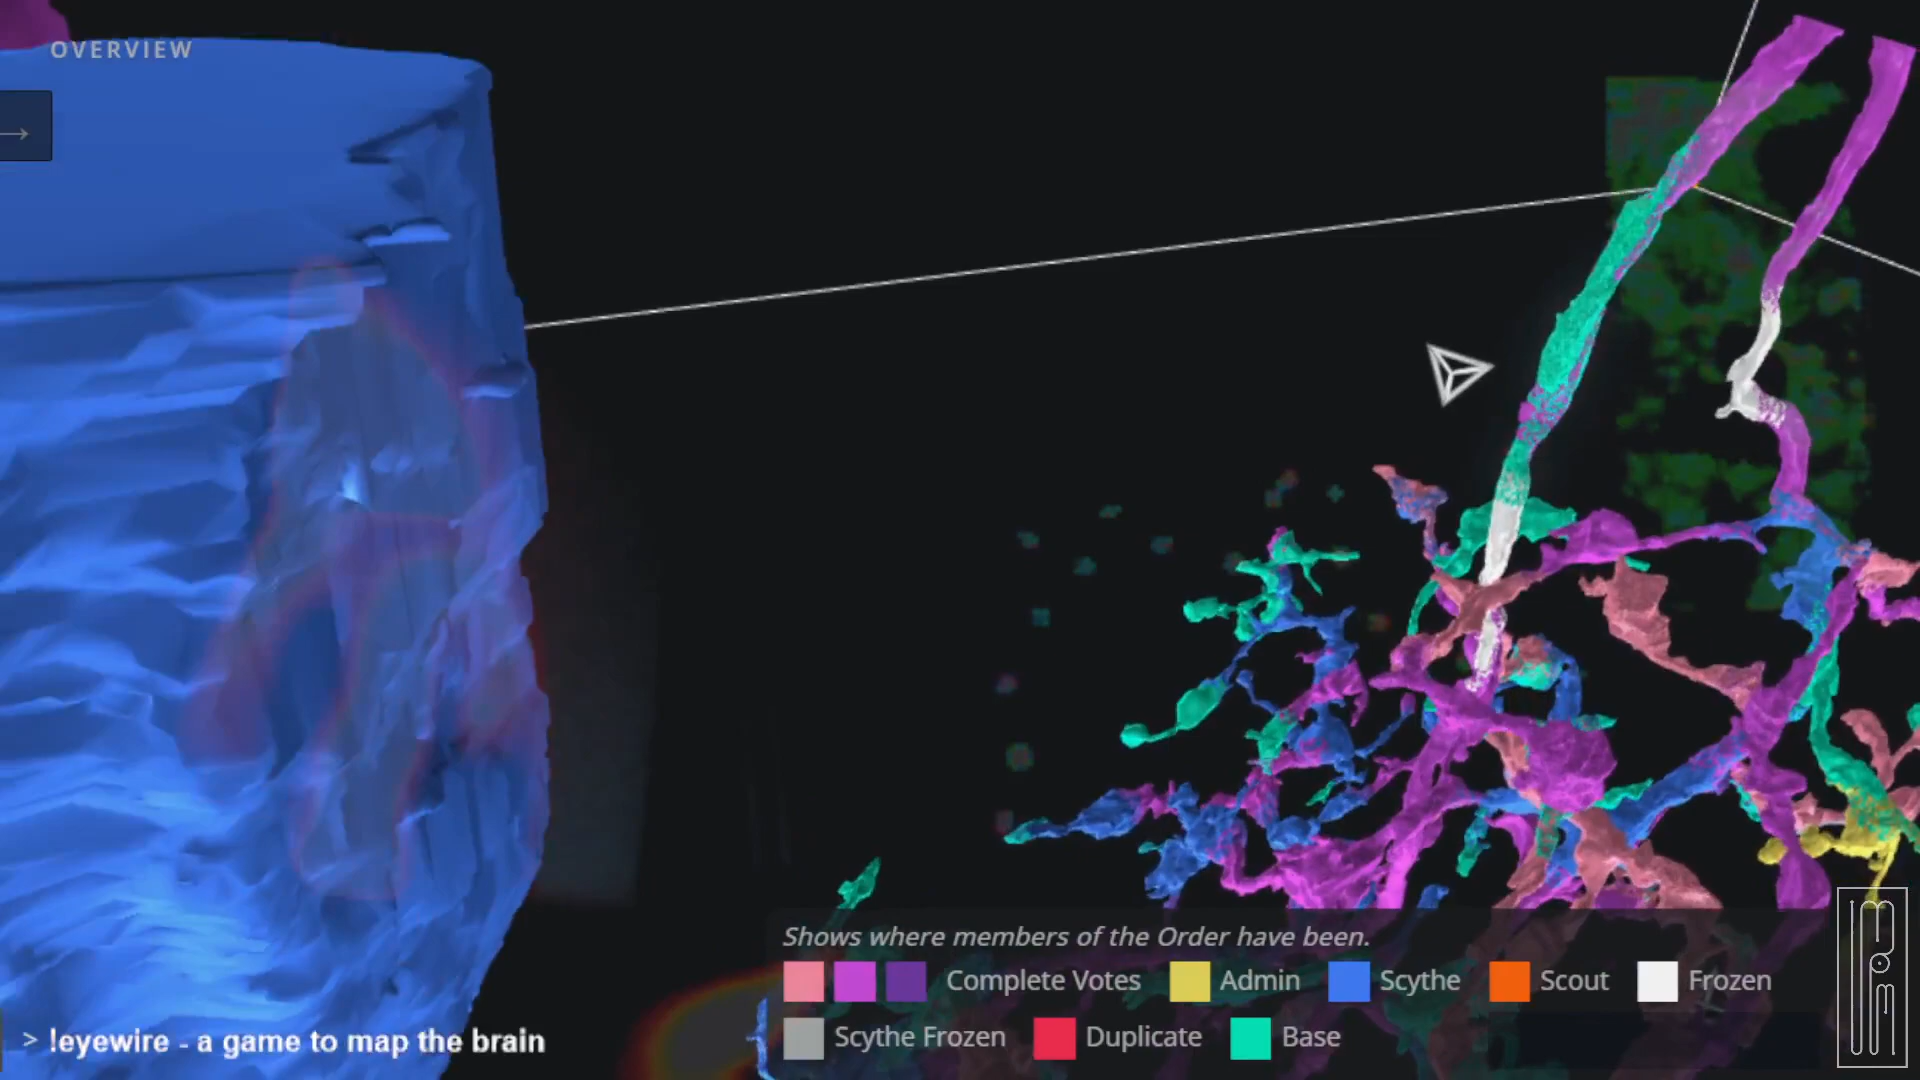 OVERVIEW
→
Shows where members of the Order have been.
Complete Votes Admin Scythe Scout Frozen
Scythe Frozen Duplicate Base
> !eyewire - a game to map the brain